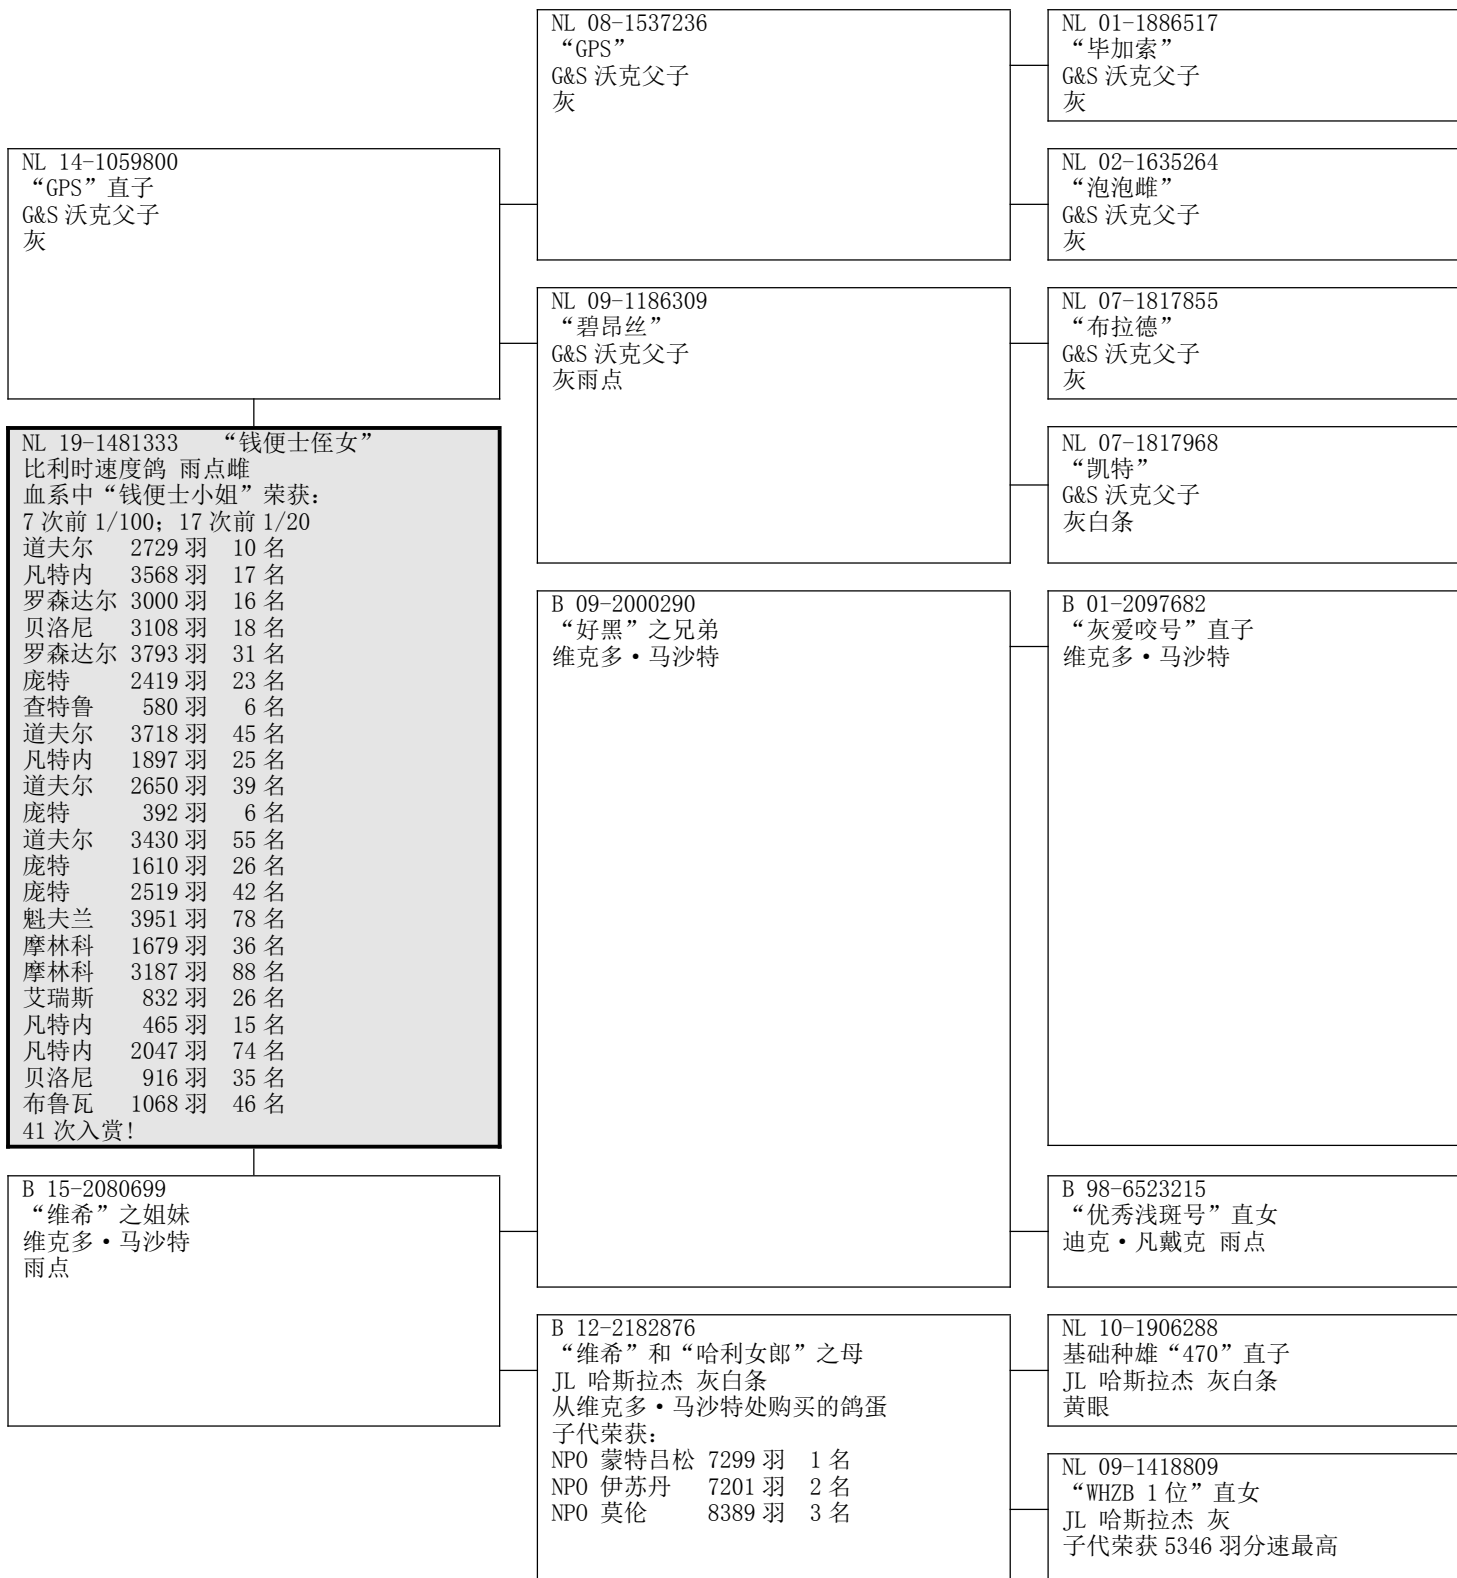 NL 08-1537236
“GPS”
G&S 沃克父子
灰
NL 01-1886517
“毕加索”
G&S 沃克父子
灰
NL 14-1059800
“GPS”直子
G&S 沃克父子
灰
NL 02-1635264
“泡泡雌”
G&S 沃克父子
灰
NL 09-1186309
“碧昂丝”
G&S 沃克父子
灰雨点
NL 07-1817855
“布拉德”
G&S 沃克父子
灰
NL 07-1817968
“凯特”
G&S 沃克父子
灰白条
NL 19-1481333 “钱便士侄女”
比利时速度鸽 雨点雌
血系中“钱便士小姐”荣获：
7 次前 1/100；17 次前 1/20
道夫尔 2729 羽 10 名
凡特内 3568 羽 17 名
罗森达尔 3000 羽 16 名
贝洛尼 3108 羽 18 名
罗森达尔 3793 羽 31 名
庞特 2419 羽 23 名
查特鲁 580 羽 6 名
道夫尔 3718 羽 45 名
凡特内 1897 羽 25 名
道夫尔 2650 羽 39 名
庞特 392 羽 6 名
道夫尔 3430 羽 55 名
庞特 1610 羽 26 名
庞特 2519 羽 42 名
魁夫兰 3951 羽 78 名
摩林科 1679 羽 36 名
摩林科 3187 羽 88 名
艾瑞斯 832 羽 26 名
凡特内 465 羽 15 名
凡特内 2047 羽 74 名
贝洛尼 916 羽 35 名
布鲁瓦 1068 羽 46 名
41 次入赏！
B 09-2000290
“好黑”之兄弟
维克多·马沙特
B 01-2097682
“灰爱咬号”直子
维克多·马沙特
B 15-2080699
“维希”之姐妹
维克多·马沙特
雨点
B 98-6523215
“优秀浅斑号”直女
迪克·凡戴克 雨点
B 12-2182876
“维希”和“哈利女郎”之母
JL 哈斯拉杰 灰白条
从维克多·马沙特处购买的鸽蛋
子代荣获：
NPO 蒙特吕松 7299 羽 1 名
NPO 伊苏丹 7201 羽 2 名
NPO 莫伦 8389 羽 3 名
NL 10-1906288
基础种雄“470”直子
JL 哈斯拉杰 灰白条
黄眼
NL 09-1418809
“WHZB 1 位”直女
JL 哈斯拉杰 灰
子代荣获 5346 羽分速最高